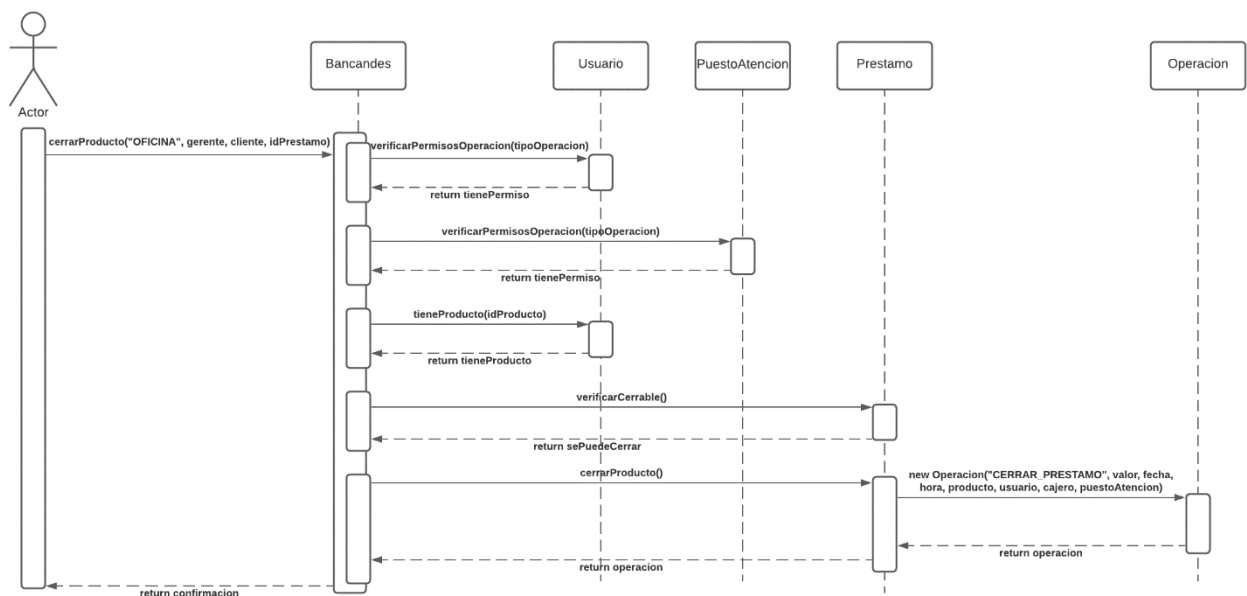 Bancandes
Usuario
PuestoAtencion
Prestamo
Operacion
Actor
cerrarProducto("OFICINA", gerente, cliente, idPrestamo)
verificarPermisosOperacion(tipoOperacion)
return tienePermiso
verificarPermisosOperacion(tipoOperacion)
return tienePermiso
tieneProducto(idProducto)
return tieneProducto
verificarCerrable()
return sePuedeCerrar
cerrarProducto()
new Operacion("CERRAR_PRESTAMO", valor, fecha,
hora, producto, usuario, cajero, puestoAtencion)
return operacion
return operacion
return confirmacion